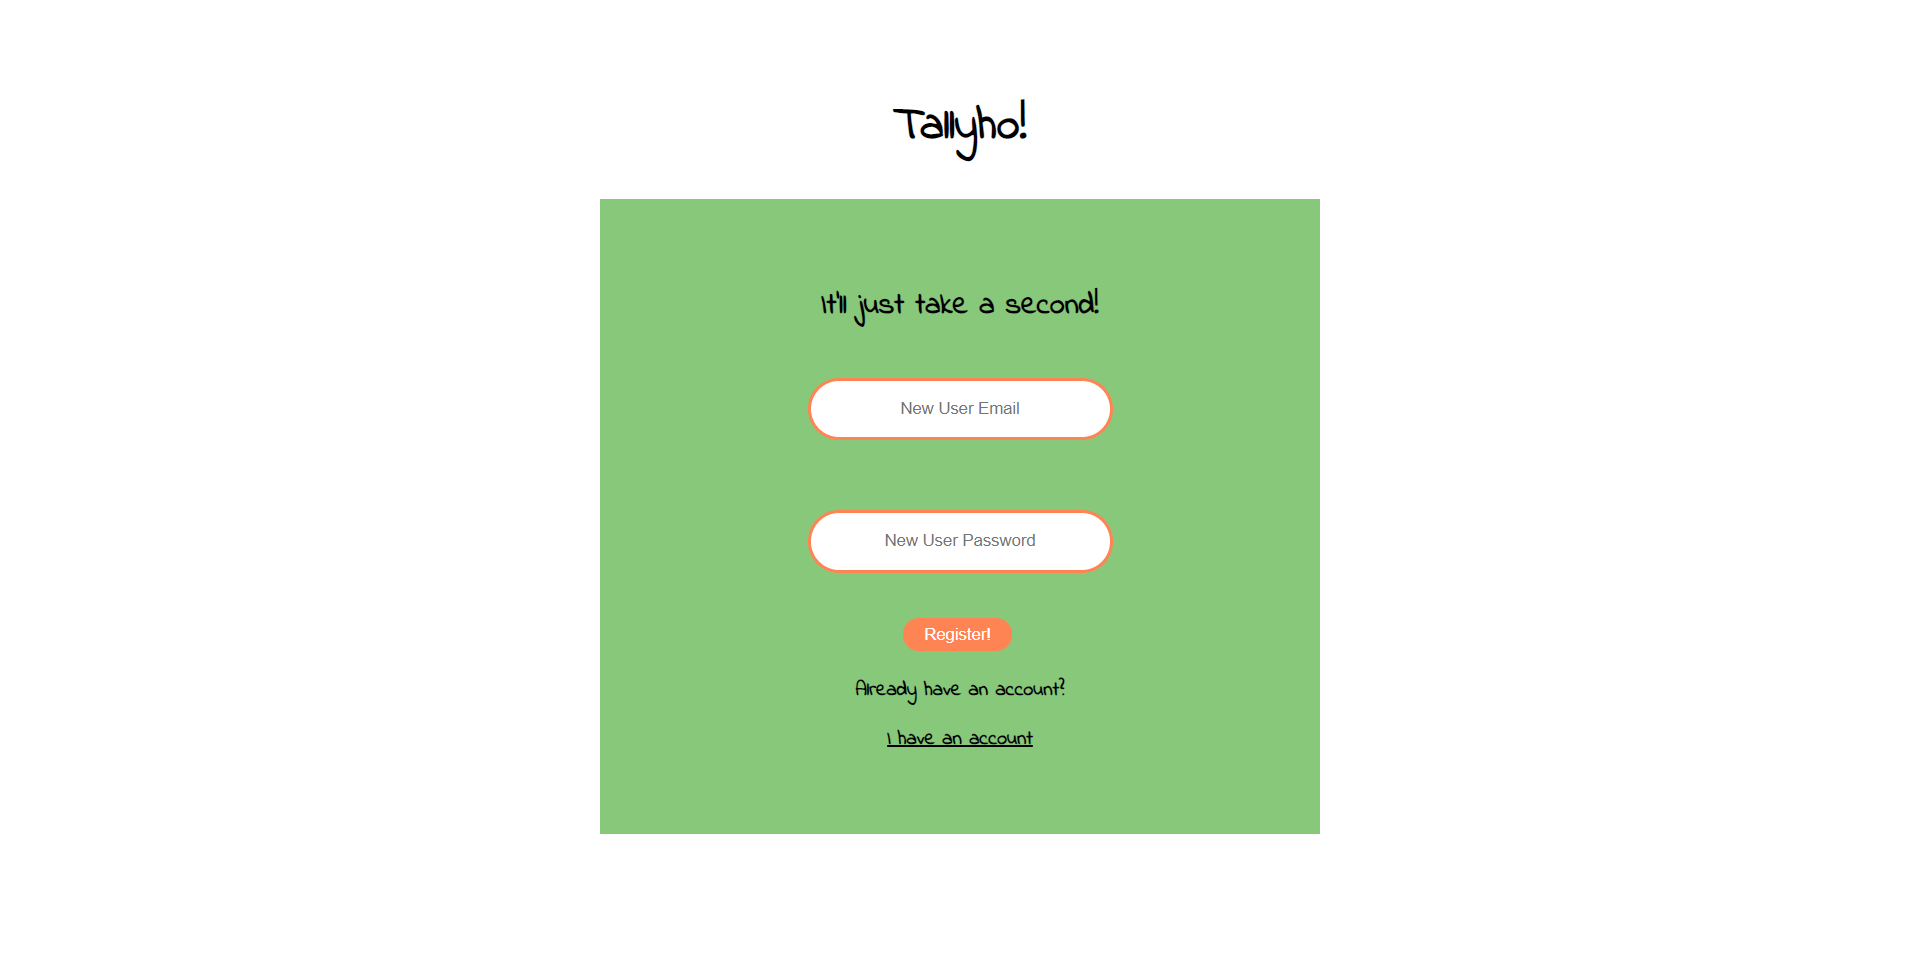 Tallyho!
It'll just take a second!
New User Email
New User Password
Register!
Already have an account?
I have an account